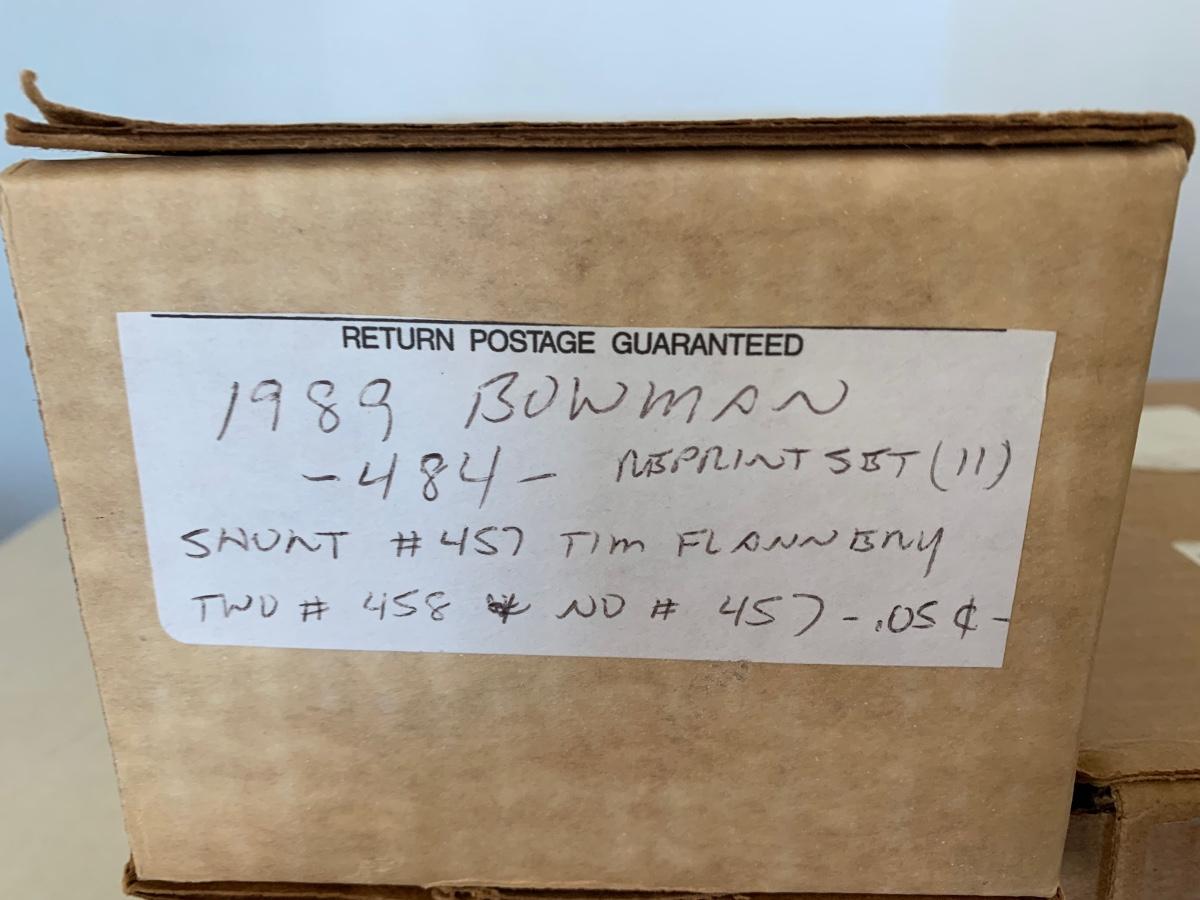 RETURN POSTAGE GUARANTEED
1989 BOWMAN
-484- REPRINT SET (11)
SHORT #457 TIM FLANNERY
TWO # 458 * NO # 457 -.05¢-